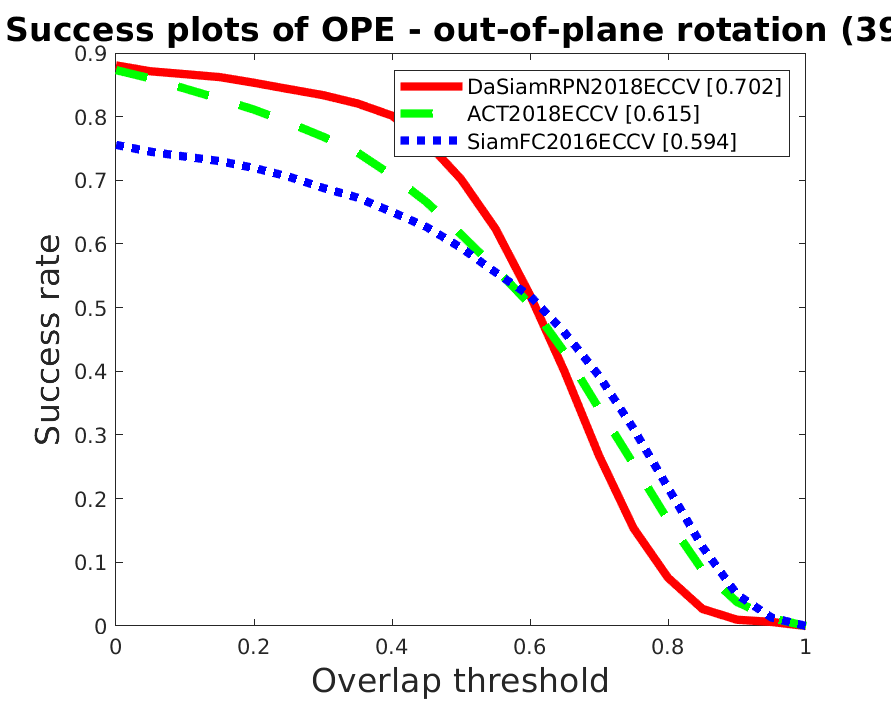 Success plots of OPE - out-of-plane rotation (39
0.9
0.8
0.7
0.6
0.5
0.4
0.3
0.2
0.1
0
0
0.2
0.4
0.6
0.8
1
Success rate
Overlap threshold
DaSiamRPN2018ECCV [0.702]
ACT2018ECCV [0.615]
SiamFC2016ECCV [0.594]